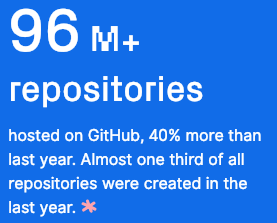 96 M+
repositories
hosted on GitHub, 40% more than
last year. Almost one third of all
repositories were created in the
last year. *